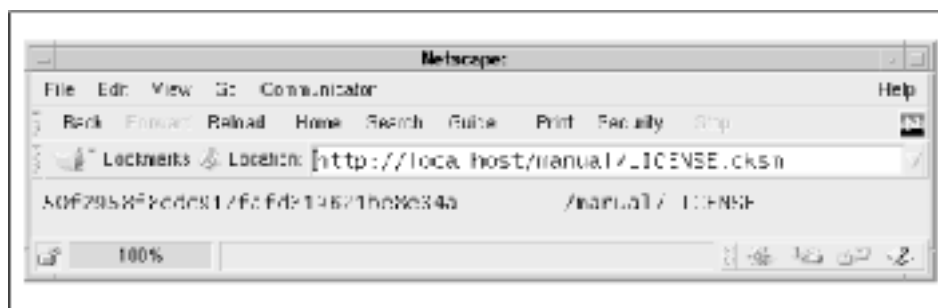 Netscape:
File Edit View Go Communicator Help
Back Forward Reload Home Search Guide Print Security Stop
Bookmarks Location: http://localhost/manual/LICENSE.cksm
/manual/LICENSE
100%